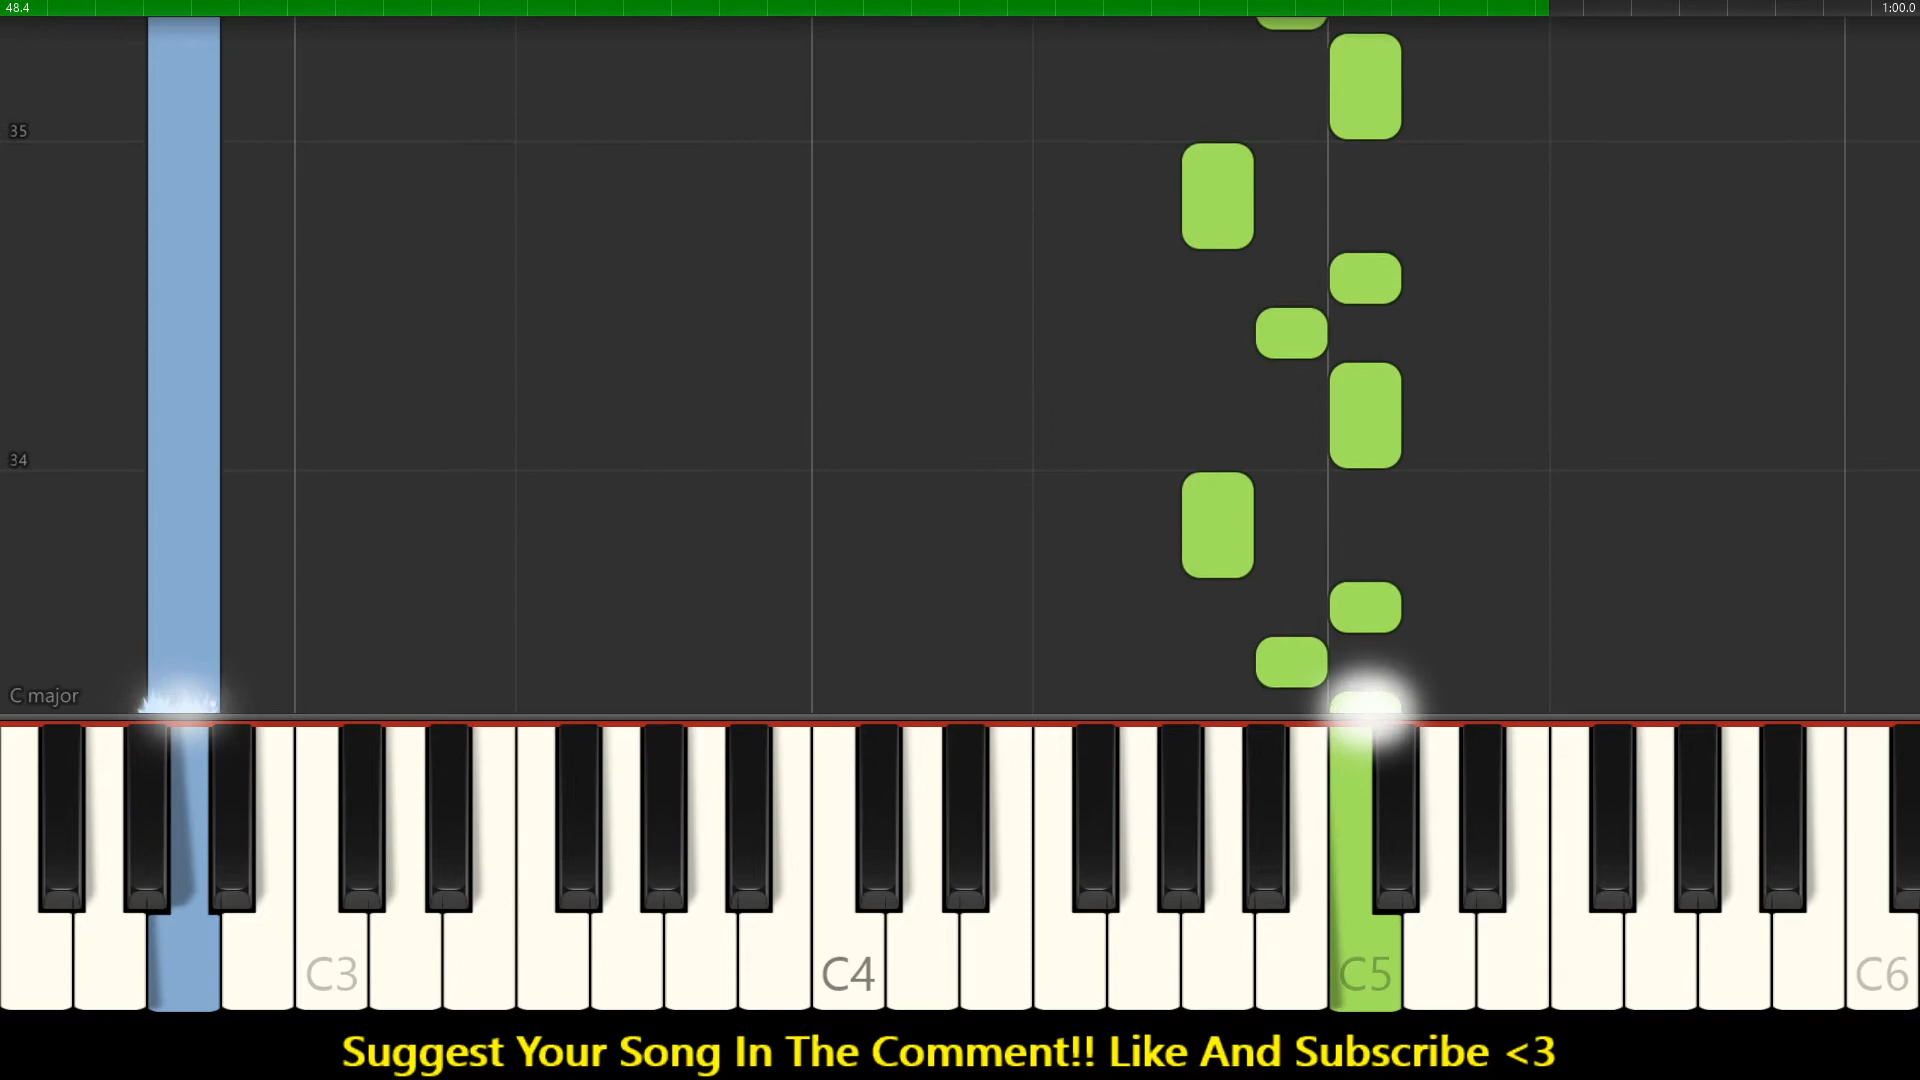 48.4
1:00.0
35
34
C major
C3
C4
C5
C6
Suggest Your Song In The Comment!! Like And Subscribe <3